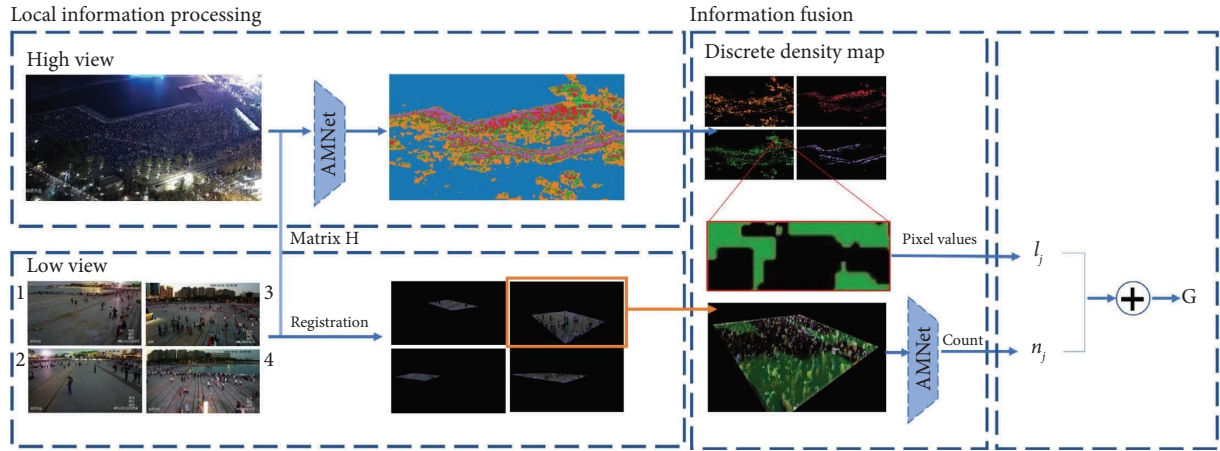 Local information processing
Information fusion
High view
Discrete density map
AMNet
Matrix H
Pixel values
l_j
Low view
1
3
2
4
Registration
AMNet
Count
n_j
G